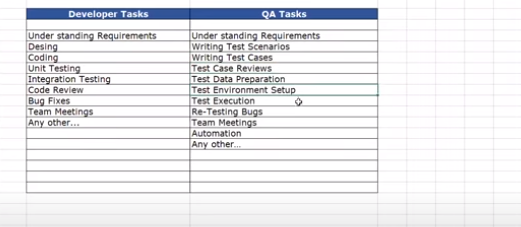 Developer Tasks QA Tasks
Under standing Requirements Under standing Requirements
Desing Writing Test Scenarios
Coding Writing Test Cases
Unit Testing Test Case Reviews
Integration Testing Test Data Preparation
Code Review Test Environment Setup
Bug Fixes Test Execution
Team Meetings Re-Testing Bugs
Any other... Team Meetings
Automation
Any other...